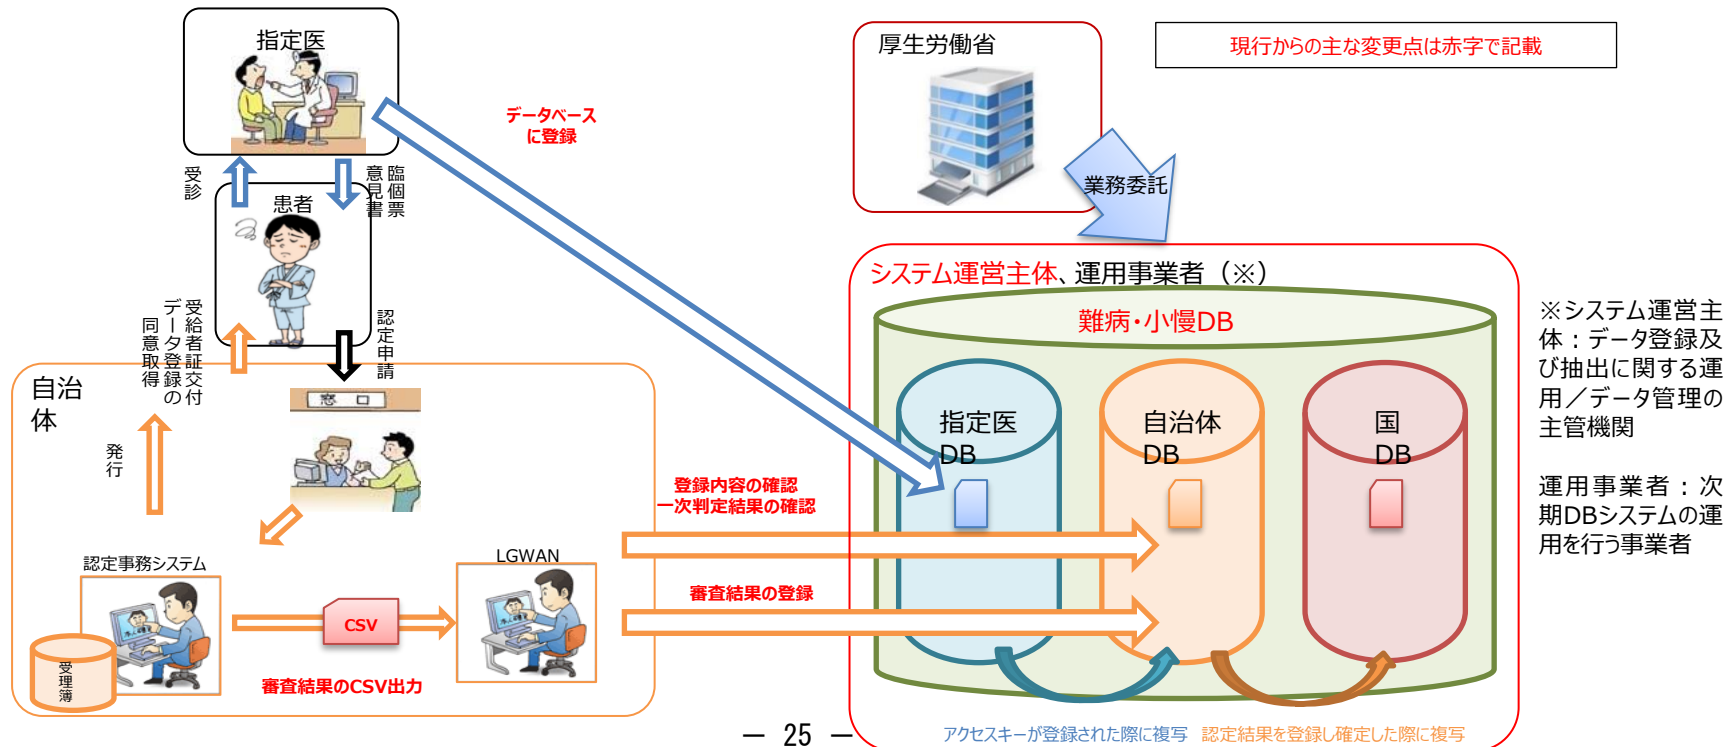 指定医
厚生労働省
現行からの主な変更点は赤字で記載
データベース
に登録
受診
臨個票
意見書
業務委託
患者
システム運営主体、運用事業者（※）
難病・小慢DB
受給者証交付
データ登録の
同意取得
認定申請
自治
体
窓口
発行
指定医
DB
自治体
DB
国
DB
※システム運営主
体：データ登録及
び抽出に関する運
用／データ管理の
主管機関
運用事業者：次
期DBシステムの運
用を行う事業者
登録内容の確認
一次判定結果の確認
認定事務システム
LGWAN
審査結果の登録
CSV
受理簿
審査結果のCSV出力
アクセスキーが登録された際に複写
認定結果を登録し確定した際に複写
― 25 ―